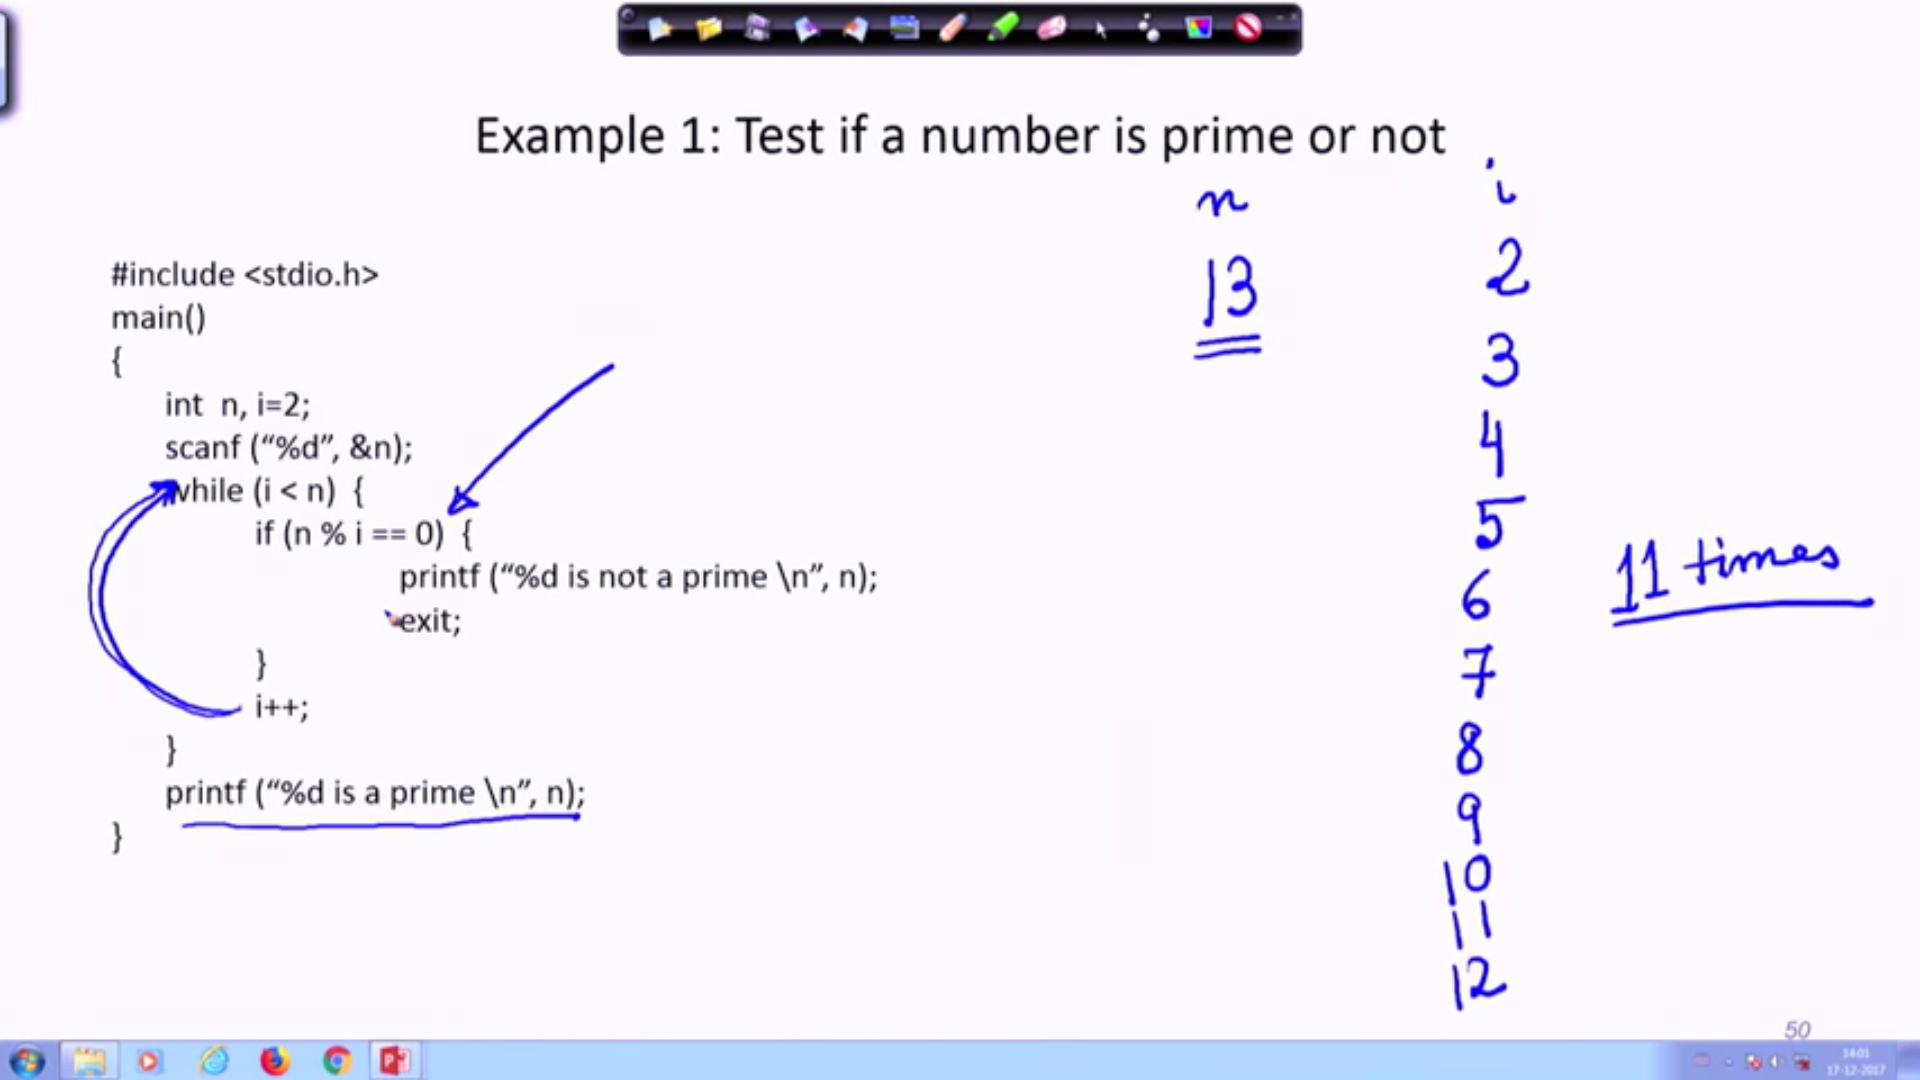 Example 1: Test if a number is prime or not
#include <stdio.h>
main()
{
int n, i=2;
scanf (“%d”, &n);
while (i < n) {
if (n % i == 0) {
printf (“%d is not a prime \n”, n);
exit;
}
i++;
}
printf (“%d is a prime \n”, n);
}
n
13
i
2
3
4
5
6
7
8
9
10
11
12
11 times
50
14:01
17-12-2017